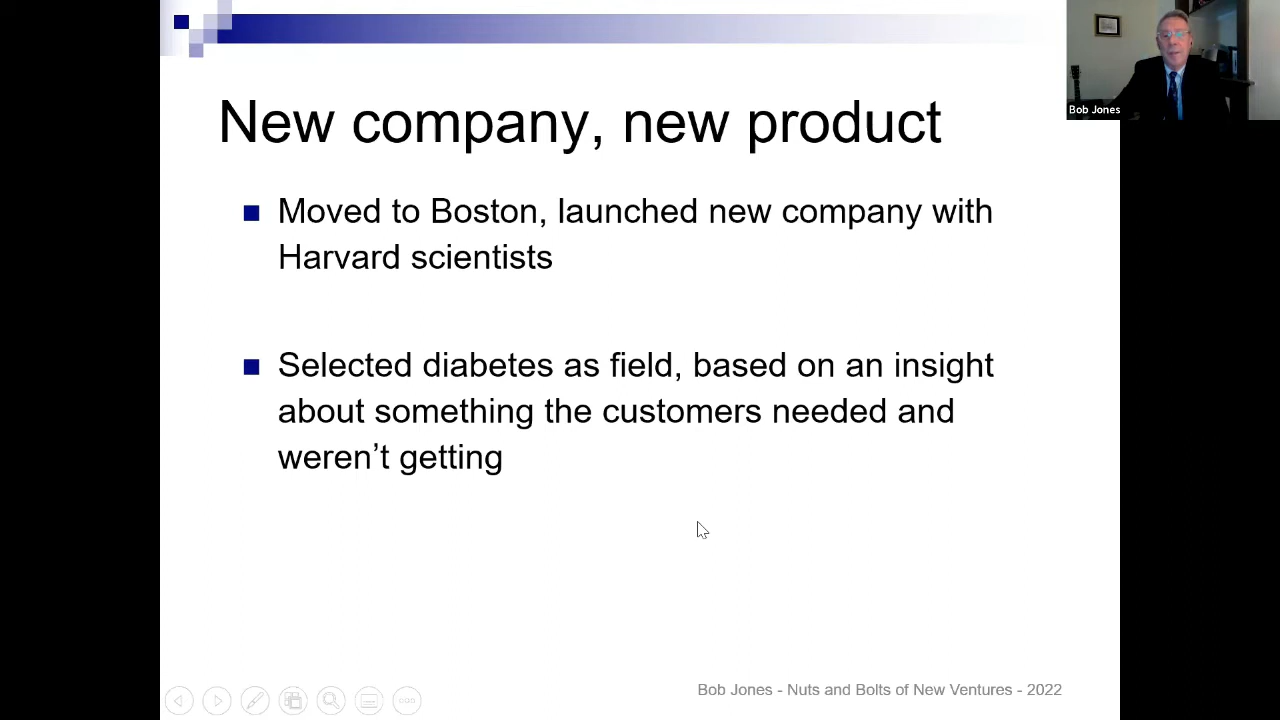 New company, new product
Bob Jones
Moved to Boston, launched new company with
Harvard scientists
Selected diabetes as field, based on an insight
about something the customers needed and
weren’t getting
Bob Jones - Nuts and Bolts of New Ventures - 2022